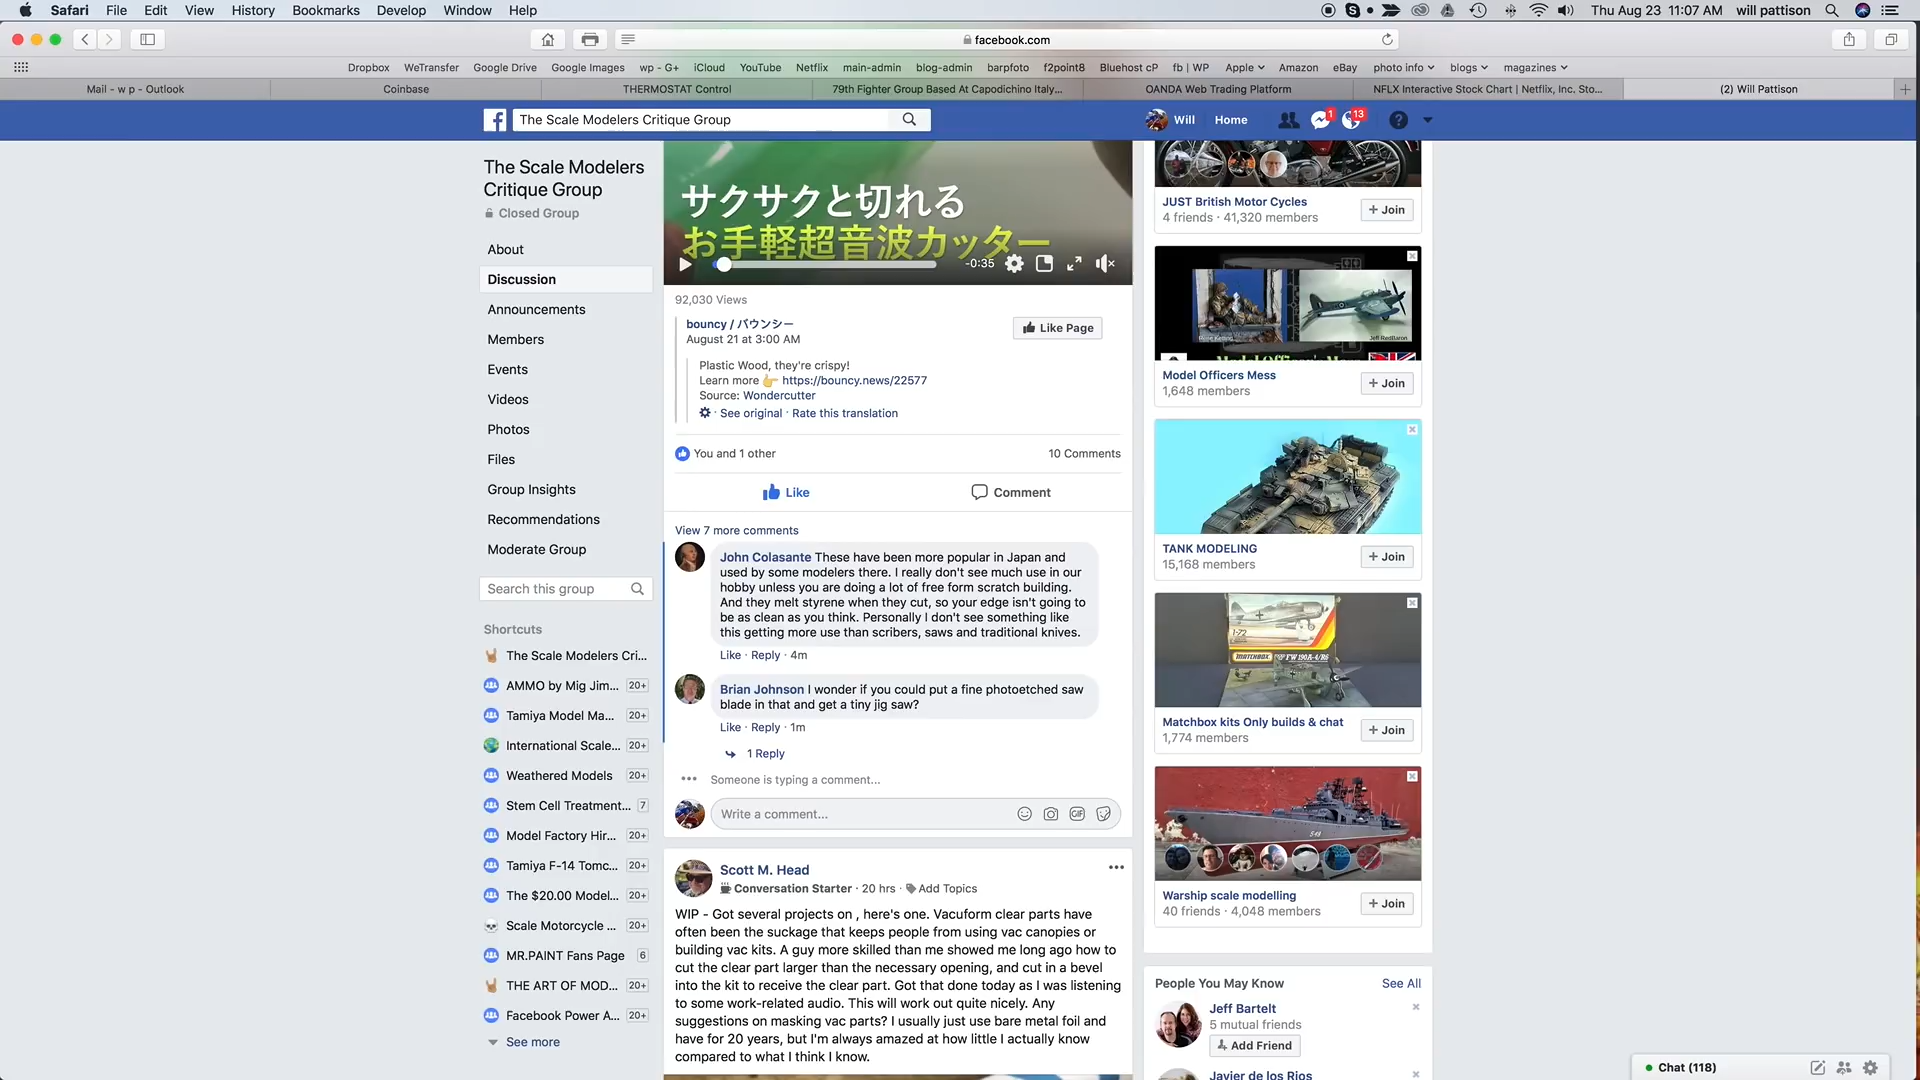 Safari File Edit View History Bookmarks Develop Window Help
Thu Aug 23 11:07 AM will pattison
facebook.com
Dropbox WeTransfer Google Drive Google Images wp - G+ iCloud YouTube Netflix main-admin blog-admin barpfoto f2point8 Bluehost cP fb | WP Apple Amazon eBay photo info blogs magazines
Mail - w p - Outlook
Coinbase
THERMOSTAT Control
79th Fighter Group Based At Capodichino Italy...
OANDA Web Trading Platform
NFLX Interactive Stock Chart | Netflix, Inc. Sto...
(2) Will Pattison
The Scale Modelers Critique Group
Will
Home
1
13
The Scale Modelers
Critique Group
Closed Group
About
Discussion
Announcements
Members
Events
Videos
Photos
Files
Group Insights
Recommendations
Moderate Group
Search this group
Shortcuts
The Scale Modelers Cri...
AMMO by Mig Jim... 20+
Tamiya Model Ma... 20+
International Scale... 20+
Weathered Models 20+
Stem Cell Treatment... 7
Model Factory Hir... 20+
Tamiya F-14 Tomc... 20+
The $20.00 Model... 20+
Scale Motorcycle ... 20+
MR.PAINT Fans Page 6
THE ART OF MOD... 20+
Facebook Power A... 20+
See more
サクサクと切れる
お手軽超音波カッター
-0:35
92,030 Views
bouncy / バウンシー
August 21 at 3:00 AM
Like Page
Plastic Wood, they're crispy!
Learn more 👉 https://bouncy.news/22577
Source: Wondercutter
· See original · Rate this translation
You and 1 other
10 Comments
Like
Comment
View 7 more comments
John Colasante These have been more popular in Japan and
used by some modelers there. I really don't see much use in our
hobby unless you are doing a lot of free form scratch building.
And they melt styrene when they cut, so your edge isn't going to
be as clean as you think. Personally I don't see something like
this getting more use than scribers, saws and traditional knives.
Like · Reply · 4m
Brian Johnson I wonder if you could put a fine photoetched saw
blade in that and get a tiny jig saw?
Like · Reply · 1m
1 Reply
Someone is typing a comment...
Write a comment...
GIF
Scott M. Head
Conversation Starter · 20 hrs · Add Topics
WIP - Got several projects on , here's one. Vacuform clear parts have
often been the suckage that keeps people from using vac canopies or
building vac kits. A guy more skilled than me showed me long ago how to
cut the clear part larger than the necessary opening, and cut in a bevel
into the kit to receive the clear part. Got that done today as I was listening
to some work-related audio. This will work out quite nicely. Any
suggestions on masking vac parts? I usually just use bare metal foil and
have for 20 years, but I'm always amazed at how little I actually know
compared to what I think I know.
JUST British Motor Cycles
4 friends · 41,320 members
+ Join
Jeff RedBaron
Model Officer's Mess
Model Officers Mess
1,648 members
+ Join
TANK MODELING
15,168 members
+ Join
1:72
MATCHBOX
FW 190A-4/R6
Matchbox kits Only builds & chat
1,774 members
+ Join
Warship scale modelling
40 friends · 4,048 members
+ Join
People You May Know
See All
Jeff Bartelt
5 mutual friends
Add Friend
Javier de los Rios
Chat (118)